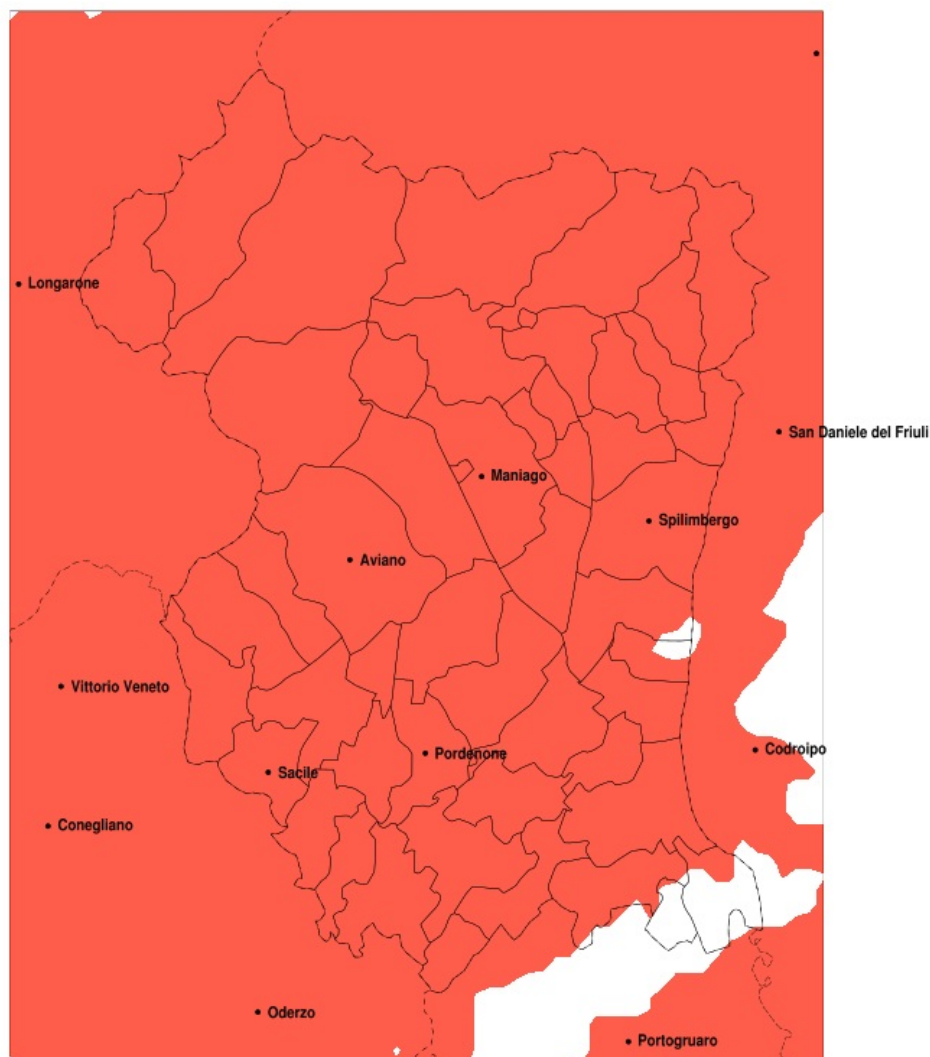 Longarone
San Daniele del Friuli
Maniago
Spilimbergo
Aviano
Vittorio Veneto
Codroipo
Pordenone
Sacile
Conegliano
Oderzo
Portogruaro